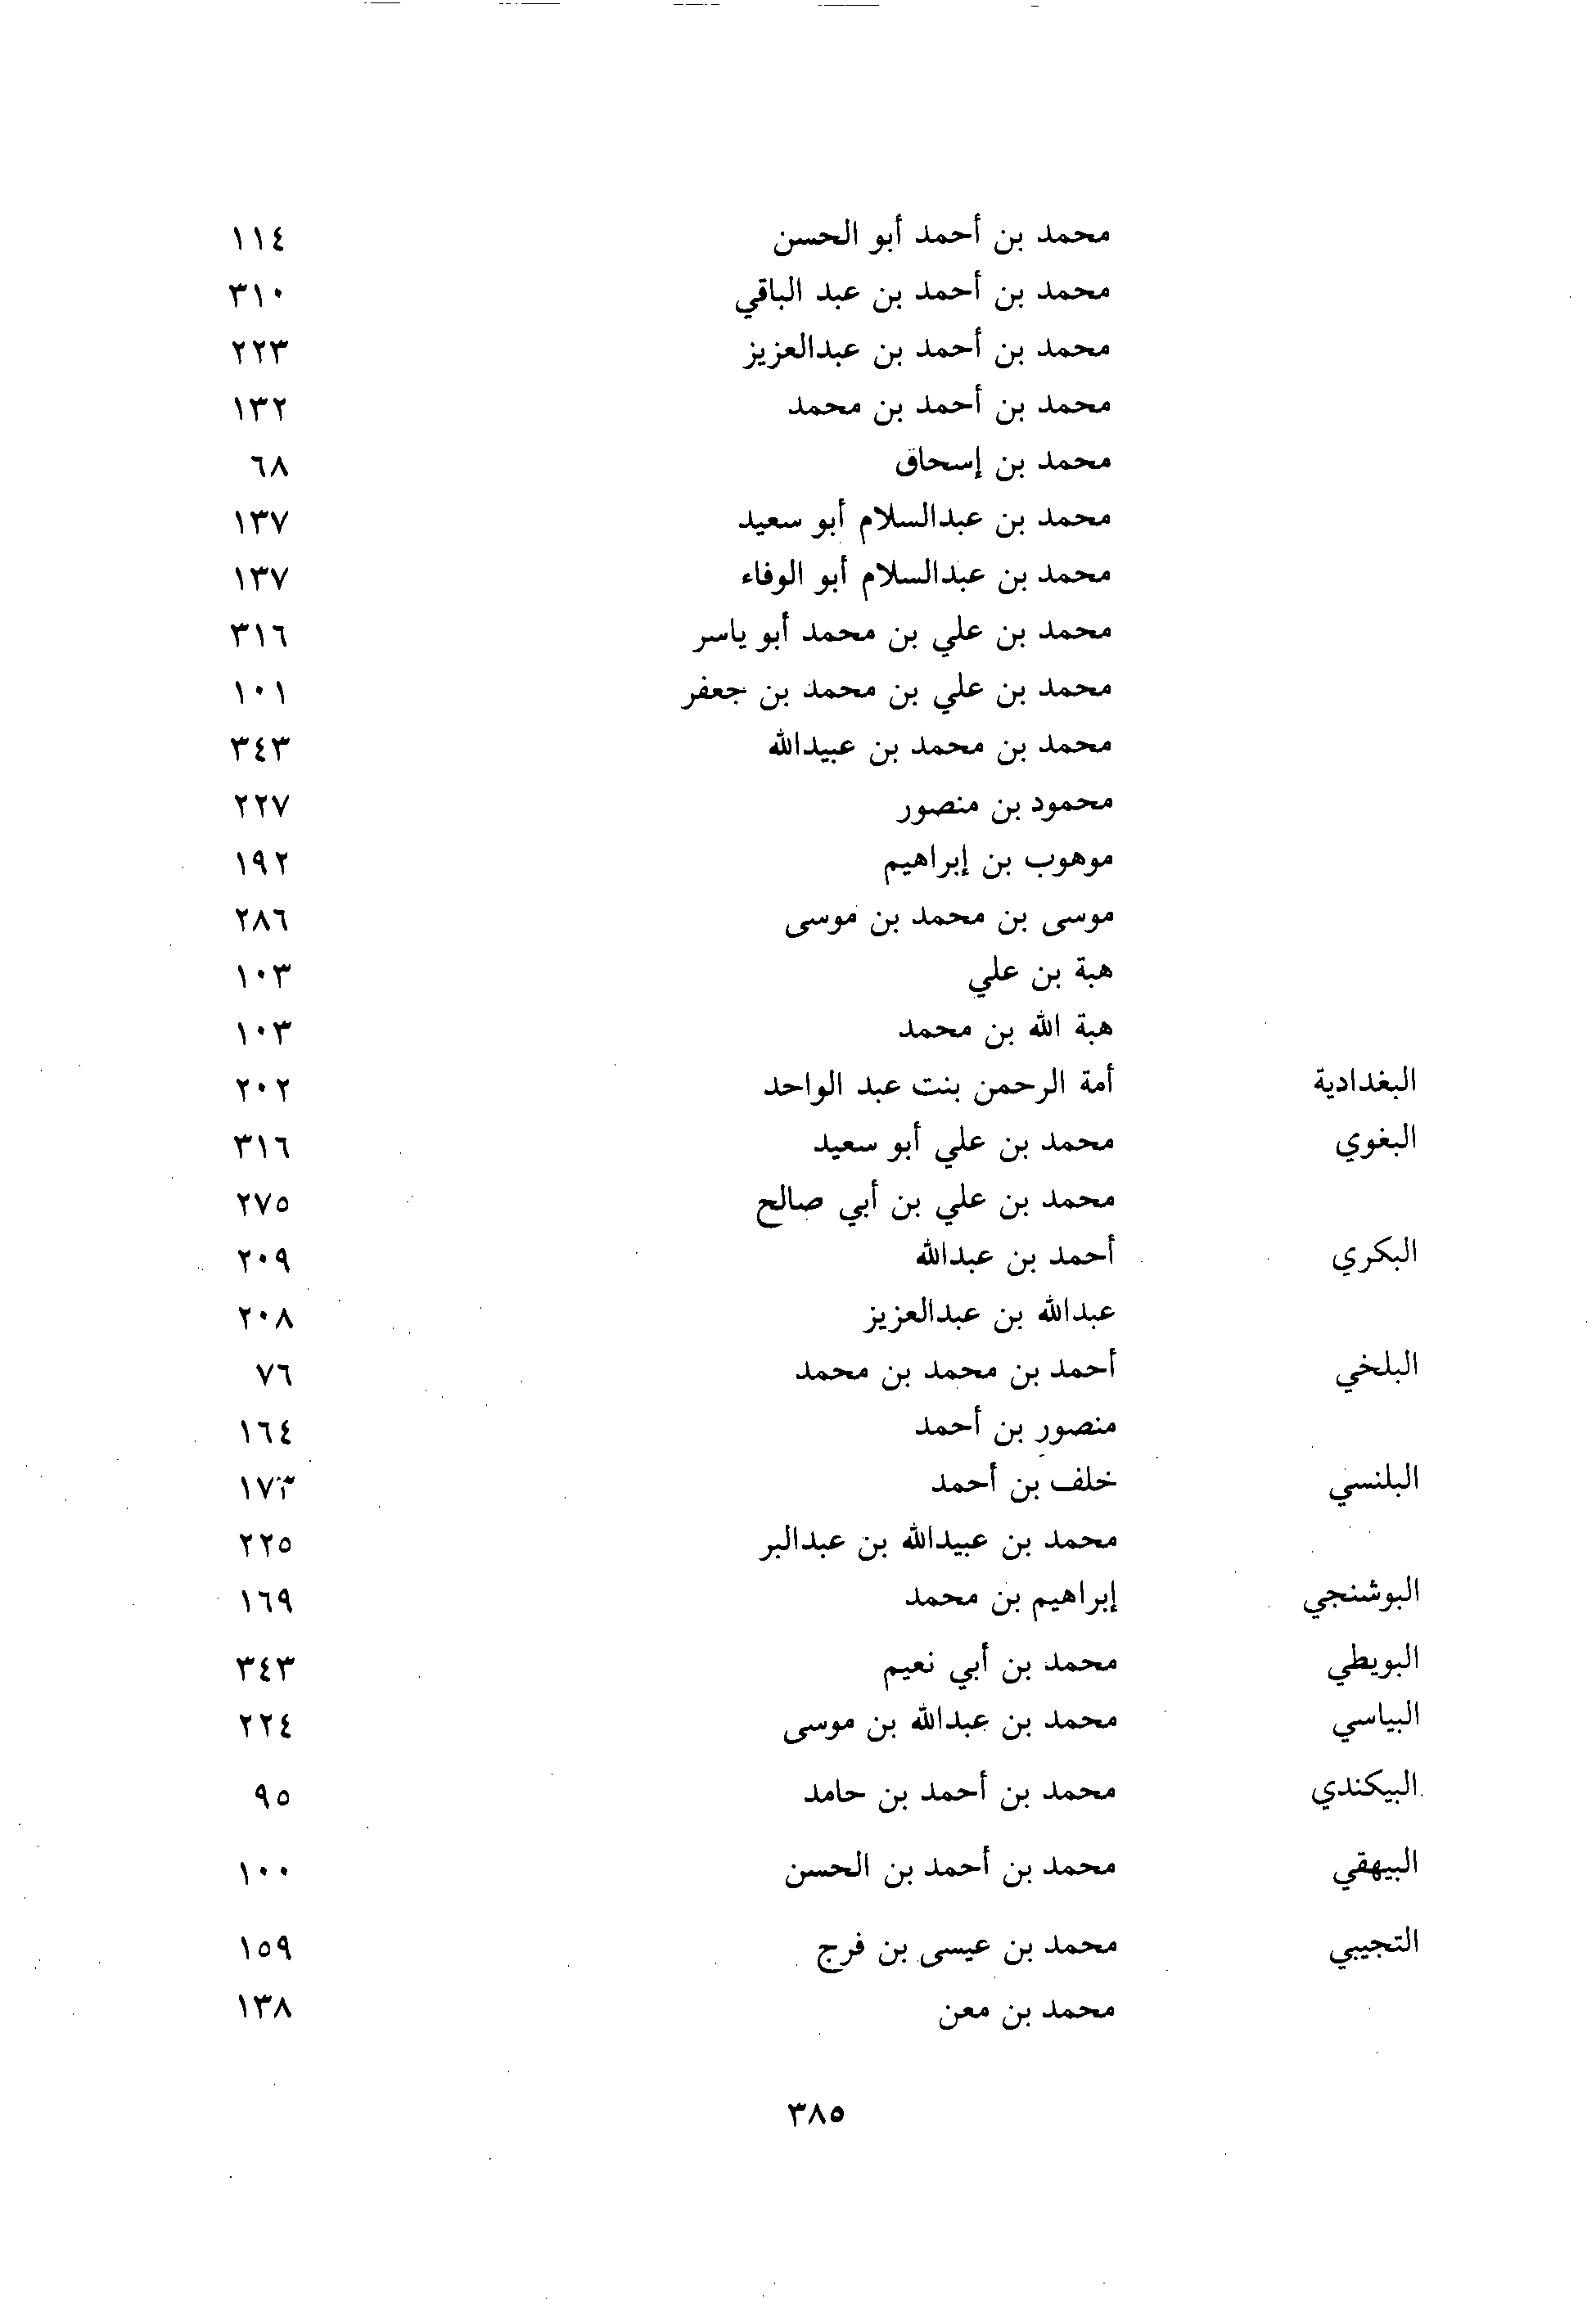 محمد بن أحمد أبو الحسن ١١٤
محمد بن أحمد بن عبد الباقي ٣١٠
محمد بن أحمد بن عبدالعزيز ٢٢٣
محمد بن أحمد بن محمد ١٣٢
محمد بن إسحاق ٦٨
محمد بن عبدالسلام أبو سعيد ١٣٧
محمد بن عبدالسلام أبو الوفاء ١٣٧
محمد بن علي بن محمد أبو ياسر ٣١٦
محمد بن علي بن محمد بن جعفر ١٠١
محمد بن محمد بن عبيدالله ٣٤٣
محمود بن منصور ٢٢٧
موهوب بن إبراهيم ١٩٢
موسى بن محمد بن موسى ٢٨٦
هبة بن علي ١٠٣
هبة الله بن محمد ١٠٣
البغدادية أمة الرحمن بنت عبد الواحد ٢٠٢
البغوي محمد بن علي أبو سعيد ٣١٦
محمد بن علي بن أبي صالح ٢٧٥
البكري أحمد بن عبدالله ٢٠٩
عبدالله بن عبدالعزيز ٢٠٨
البلخي أحمد بن محمد بن محمد ٧٦
منصور بن أحمد ١٦٤
البلنسي خلف بن أحمد ١٧٣
محمد بن عبيدالله بن عبدالبر ٢٢٥
البوشنجي إبراهيم بن محمد ١٦٩
البويطي محمد بن أبي نعيم ٣٤٣
البياسي محمد بن عبدالله بن موسى ٢٢٤
البيكندي محمد بن أحمد بن حامد ٩٥
البيهقي محمد بن أحمد بن الحسن ١٠٠
التجيبي محمد بن عيسى بن فرج ١٥٩
محمد بن معن ١٣٨
٣٨٥